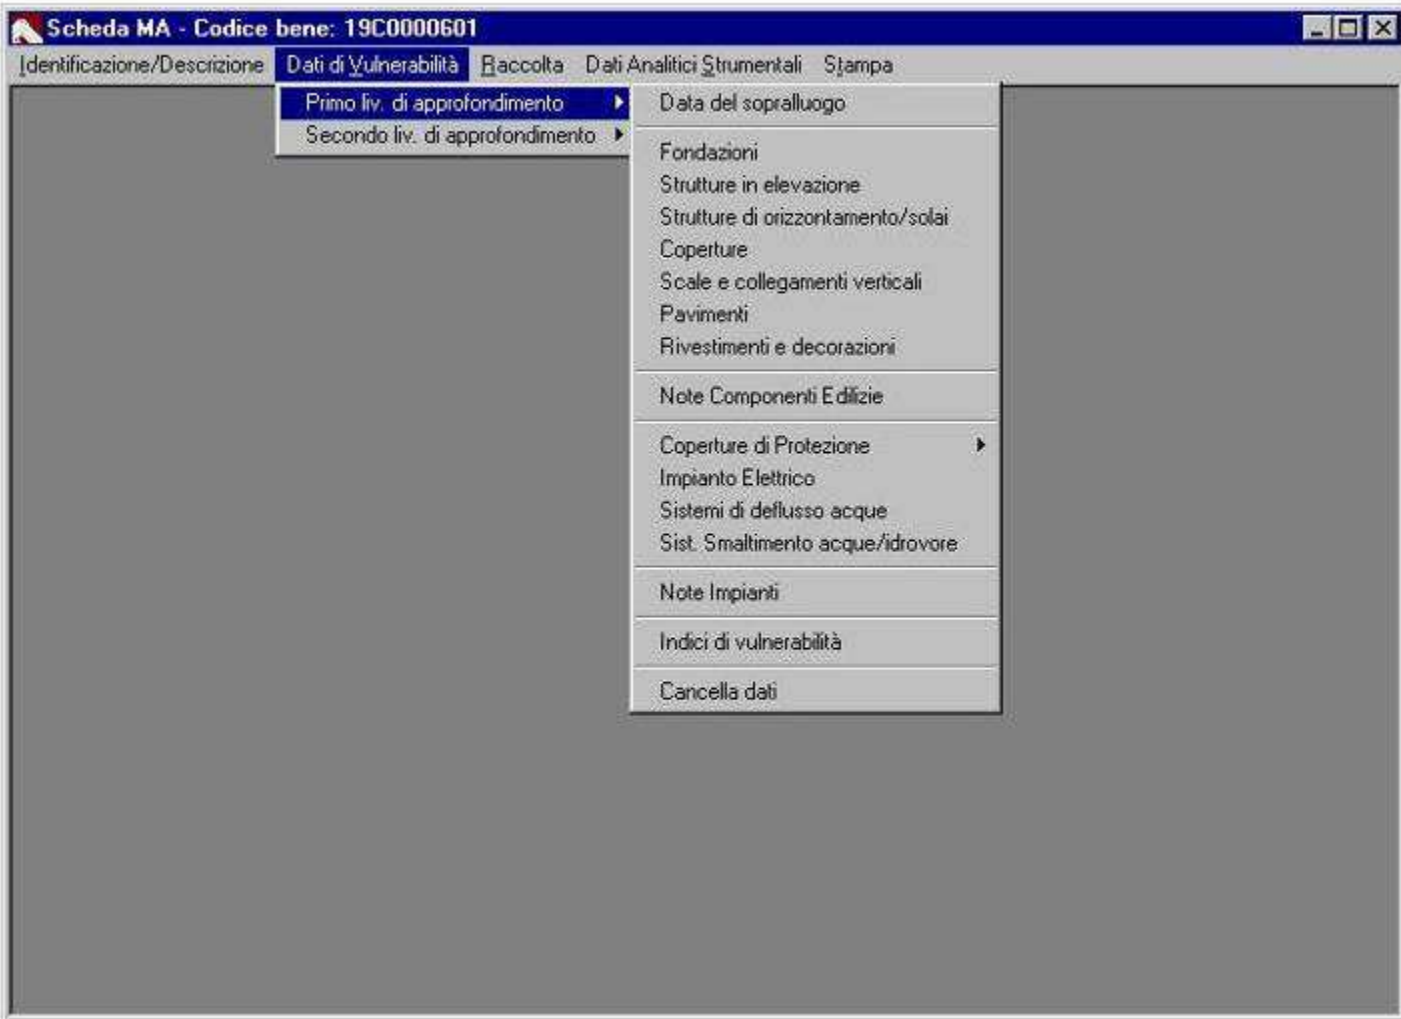 Scheda MA - Codice bene: 19C0000601
Identificazione/Descrizione Dati di Vulnerabilità Raccolta Dati Analitici Strumentali Stampa
Primo liv. di approfondimento
Secondo liv. di approfondimento
Data del sopralluogo
Fondazioni
Strutture in elevazione
Strutture di orizzontamento/solai
Coperture
Scale e collegamenti verticali
Pavimenti
Rivestimenti e decorazioni
Note Componenti Edilizie
Coperture di Protezione
Impianto Elettrico
Sistemi di deflusso acque
Sist. Smaltimento acque/idrovore
Note Impianti
Indici di vulnerabilità
Cancella dati